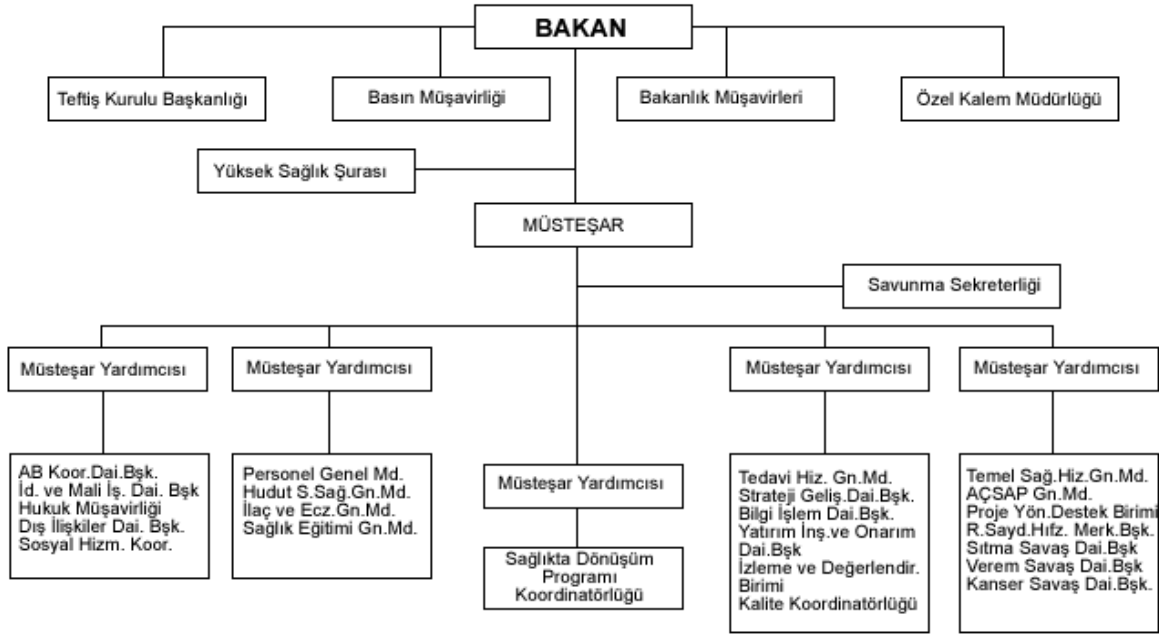 BAKAN
Teftiş Kurulu Başkanlığı
Basın Müşavirliği
Bakanlık Müşavirleri
Özel Kalem Müdürlüğü
Yüksek Sağlık Şurası
MÜSTEŞAR
Savunma Sekreterliği
Müsteşar Yardımcısı
Müsteşar Yardımcısı
Müsteşar Yardımcısı
Müsteşar Yardımcısı
AB Koor.Dai.Bşk.
İd. ve Mali İş. Dai. Bşk
Hukuk Müşavirliği
Dış İlişkiler Dai. Bşk.
Sosyal Hizm. Koor.
Personel Genel Md.
Hudut S.Sağ.Gn.Md.
İlaç ve Ecz.Gn.Md.
Sağlık Eğitimi Gn.Md.
Müsteşar Yardımcısı
Sağlıkta Dönüşüm
Programı
Koordinatörlüğü
Tedavi Hiz. Gn.Md.
Strateji Geliş.Dai.Bşk.
Bilgi İşlem Dai.Bşk.
Yatırım İnş.ve Onarım
Dai.Bşk
İzleme ve Değerlendir.
Birimi
Kalite Koordinatörlüğü
Temel Sağ.Hiz.Gn.Md.
AÇSAP Gn.Md.
Proje Yön.Destek Birimi
R.Sayd.Hıfz. Merk.Bşk.
Sıtma Savaş Dai.Bşk
Verem Savaş Dai.Bşk
Kanser Savaş Dai.Bşk.